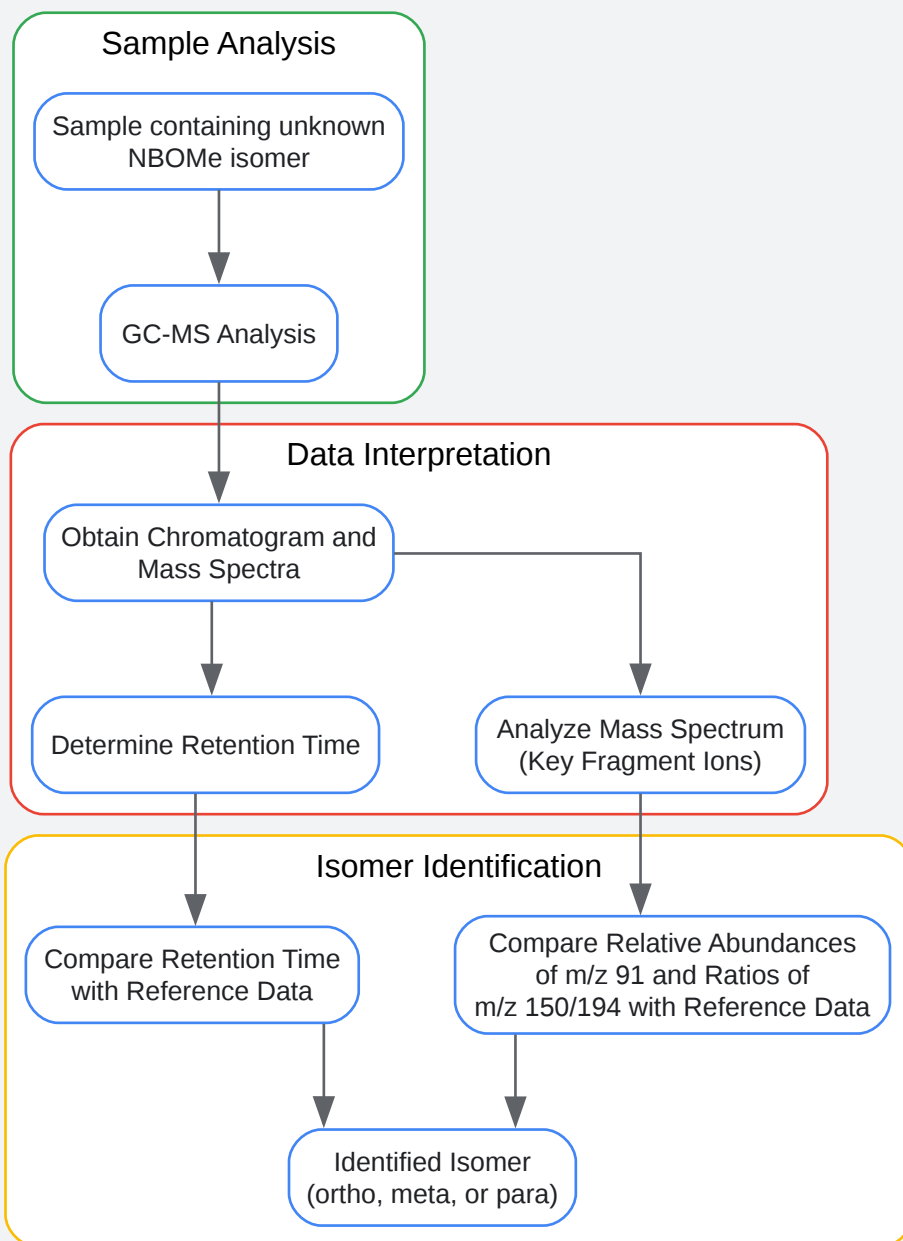 Sample Analysis
Sample containing unknown
NBOMe isomer
GC-MS Analysis
Data Interpretation
Obtain Chromatogram and
Mass Spectra
Determine Retention Time
Analyze Mass Spectrum
(Key Fragment Ions)
Isomer Identification
Compare Retention Time
with Reference Data
Compare Relative Abundances
of m/z 91 and Ratios of
m/z 150/194 with Reference Data
Identified Isomer
(ortho, meta, or para)